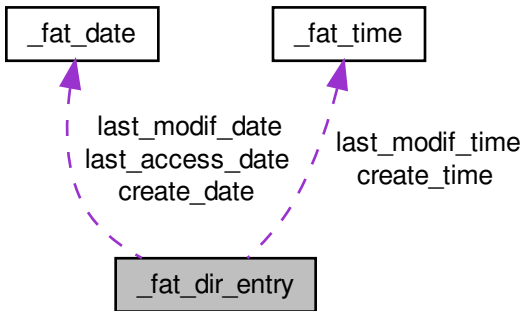 _fat_date
_fat_time
last_modif_date
last_access_date
create_date
last_modif_time
create_time
_fat_dir_entry